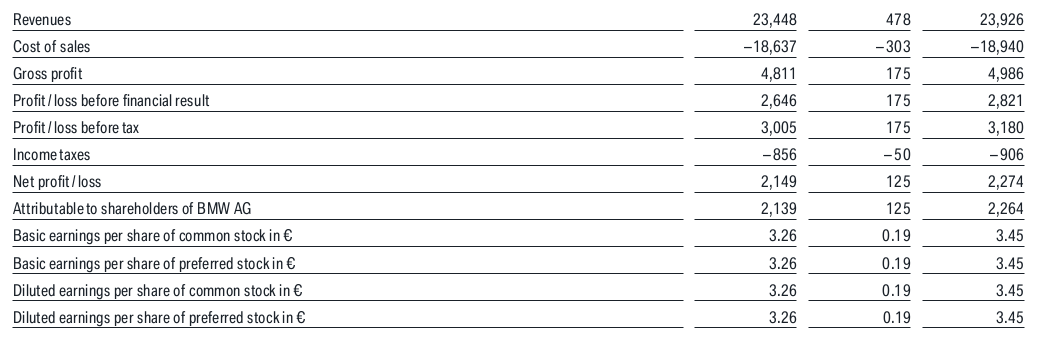 Revenues 23,448 478 23,926
Cost of sales –18,637 –303 –18,940
Gross profit 4,811 175 4,986
Profit / loss before financial result 2,646 175 2,821
Profit / loss before tax 3,005 175 3,180
Income taxes –856 –50 –906
Net profit / loss 2,149 125 2,274
Attributable to shareholders of BMW AG 2,139 125 2,264
Basic earnings per share of common stock in € 3.26 0.19 3.45
Basic earnings per share of preferred stock in € 3.26 0.19 3.45
Diluted earnings per share of common stock in € 3.26 0.19 3.45
Diluted earnings per share of preferred stock in € 3.26 0.19 3.45